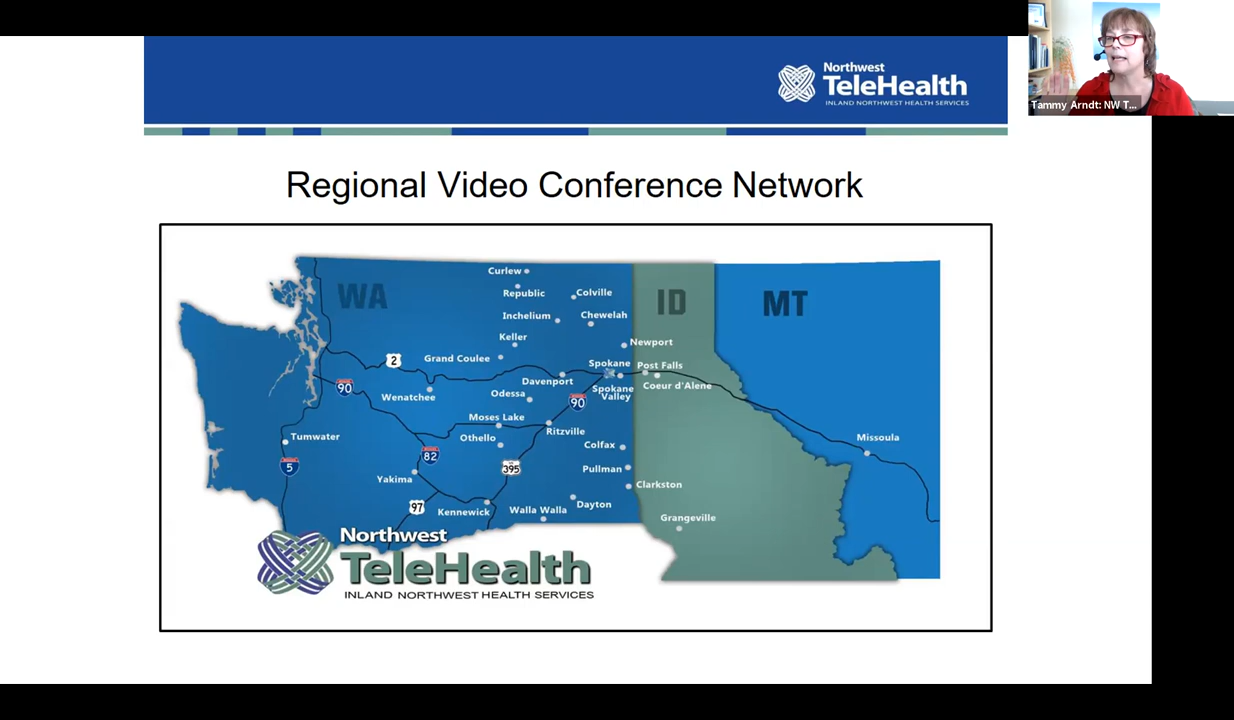 Northwest
TeleHealth
INLAND NORTHWEST HEALTH SERVICES
Tammy Arndt: NW T...
Regional Video Conference Network
WA
ID
MT
Curlew
Republic
Colville
Inchelium
Chewelah
Keller
Newport
Grand Coulee
2
Spokane
Post Falls
Davenport
Coeur d'Alene
90
Wenatchee
Odessa
Spokane
Valley
90
Moses Lake
Ritzville
Tumwater
Othello
Missoula
Colfax
82
5
395
Pullman
Yakima
Clarkston
97
Kennewick
Walla Walla
Dayton
Grangeville
Northwest
TeleHealth
INLAND NORTHWEST HEALTH SERVICES